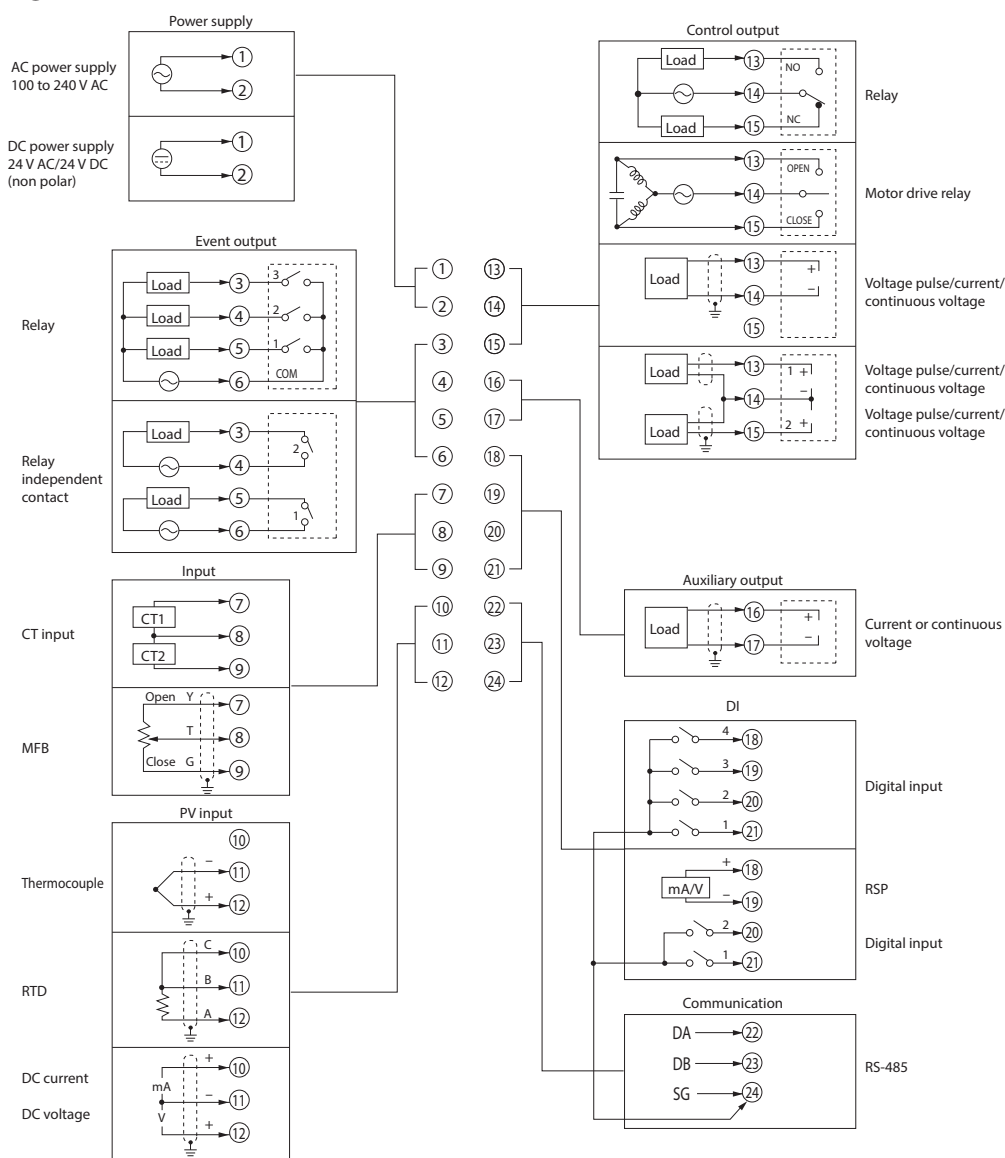 Power supply
AC power supply
100 to 240 V AC
1
2
DC power supply
24 V AC/24 V DC
(non polar)
1
2
Event output
Relay
Load 3 3
Load 4 2
Load 5 1
6 COM
Relay
independent
contact
Load 3
4 2
Load 5
6 1
Input
CT input
CT1
CT2
7
8
9
MFB
Open Y 7
T 8
Close G 9
PV input
Thermocouple
10
– 11
+ 12
RTD
C 10
B 11
A 12
DC current
DC voltage
mA
V
+ 10
– 11
+ 12
1 13
2 14
3 15
4 16
5 17
6 18
7 19
8 20
9 21
10 22
11 23
12 24
Control output
Load 13 NO
14
Load 15 NC
Relay
13 OPEN
14
15 CLOSE
Motor drive relay
Load
13 +
14 –
15
Voltage pulse/current/
continuous voltage
Load
13 1 +
14 –
Load
15 2 +
Voltage pulse/current/
continuous voltage
Voltage pulse/current/
continuous voltage
Auxiliary output
Load
16 +
17 –
Current or continuous
voltage
DI
4 18
3 19
2 20
1 21
Digital input
mA/V
+ 18
– 19
RSP
2 20
1 21
Digital input
Communication
DA 22
DB 23
SG 24
RS-485